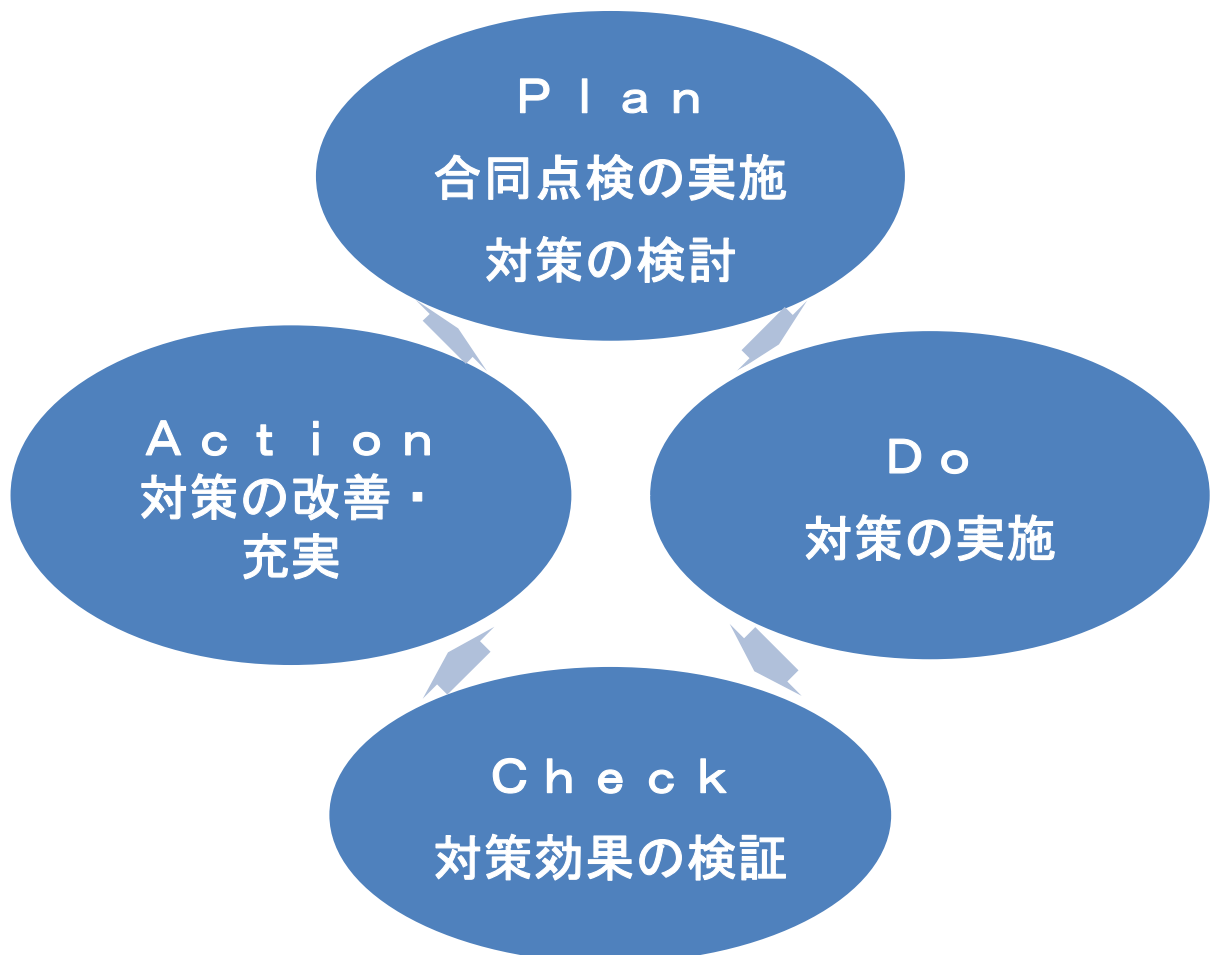 Ｐｌａｎ
合同点検の実施
対策の検討
Ａｃｔｉｏｎ
対策の改善・
充実
Ｄｏ
対策の実施
Ｃｈｅｃｋ
対策効果の検証